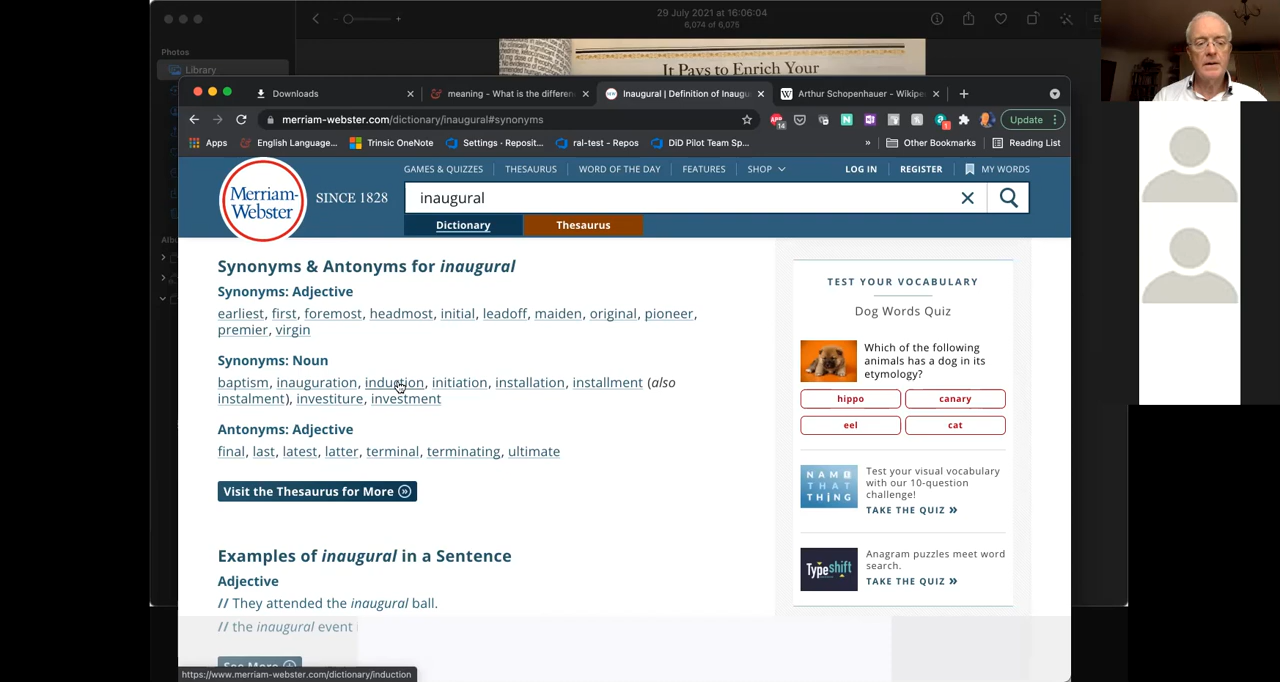 29 July 2021 at 16:06:04
6,074 of 6,075
Photos
Library
It Pays to Enrich Your
Downloads
meaning - What is the differen
Inaugural | Definition of Inaugu
Arthur Schopenhauer - Wikipe
merriam-webster.com/dictionary/inaugural#synonyms
Update
Apps
English Language...
Trinsic OneNote
Settings · Reposit...
ral-test - Repos
DiD Pilot Team Sp...
»
Other Bookmarks
Reading List
GAMES & QUIZZES
THESAURUS
WORD OF THE DAY
FEATURES
SHOP
LOG IN
REGISTER
MY WORDS
Merriam-
Webster
SINCE 1828
inaugural
Dictionary
Thesaurus
Synonyms & Antonyms for inaugural
Synonyms: Adjective
earliest, first, foremost, headmost, initial, leadoff, maiden, original, pioneer,
premier, virgin
Synonyms: Noun
baptism, inauguration, induction, initiation, installation, installment (also
instalment), investiture, investment
Antonyms: Adjective
final, last, latest, latter, terminal, terminating, ultimate
Visit the Thesaurus for More
Examples of inaugural in a Sentence
Adjective
// They attended the inaugural ball.
// the inaugural event
See More
https://www.merriam-webster.com/dictionary/induction
TEST YOUR VOCABULARY
Dog Words Quiz
Which of the following
animals has a dog in its
etymology?
hippo
canary
eel
cat
NAME
THAT
THING
Test your visual vocabulary
with our 10-question
challenge!
TAKE THE QUIZ »
Typeshift
Anagram puzzles meet word
search.
TAKE THE QUIZ »